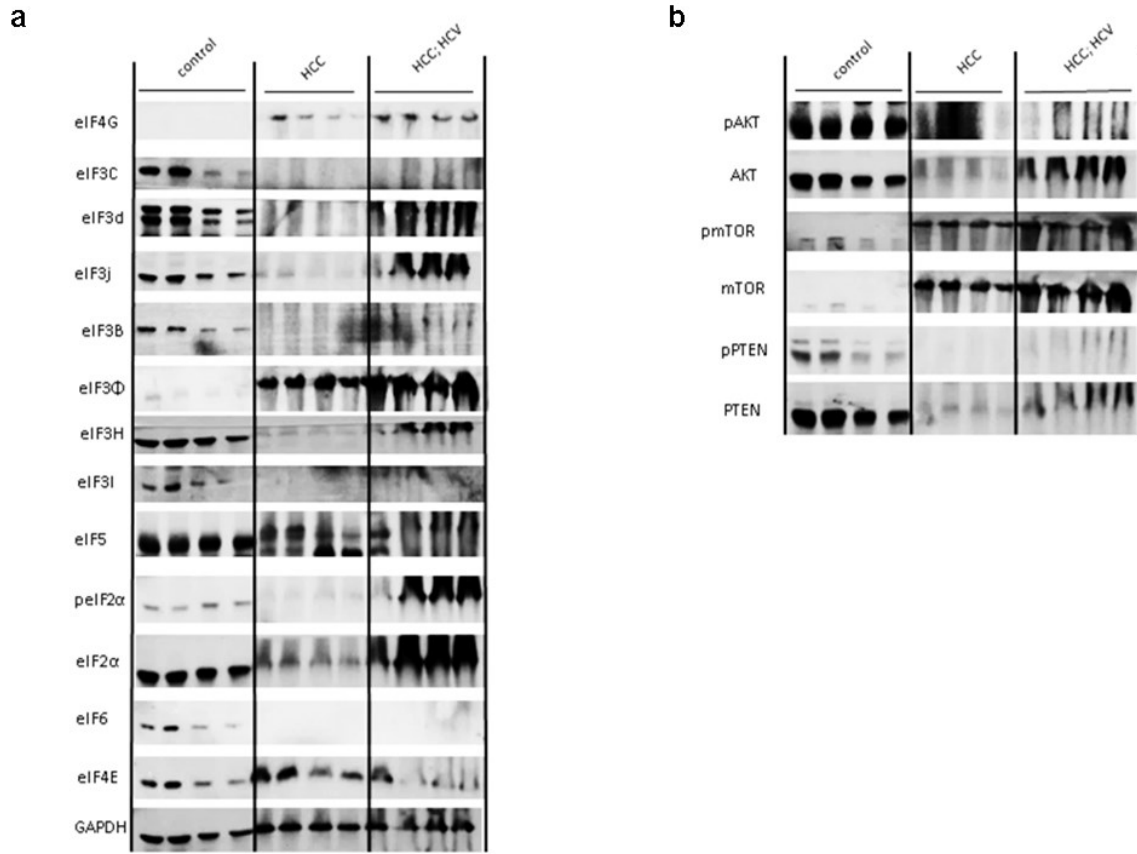 a
control
HCC
HCC; HCV
eIF4G
eIF3C
eIF3d
eIF3j
eIF3B
eIF3Φ
eIF3H
eIF3I
eIF5
peIF2α
eIF2α
eIF6
eIF4E
GAPDH
b
control
HCC
HCC; HCV
pAKT
AKT
pmTOR
mTOR
pPTEN
PTEN